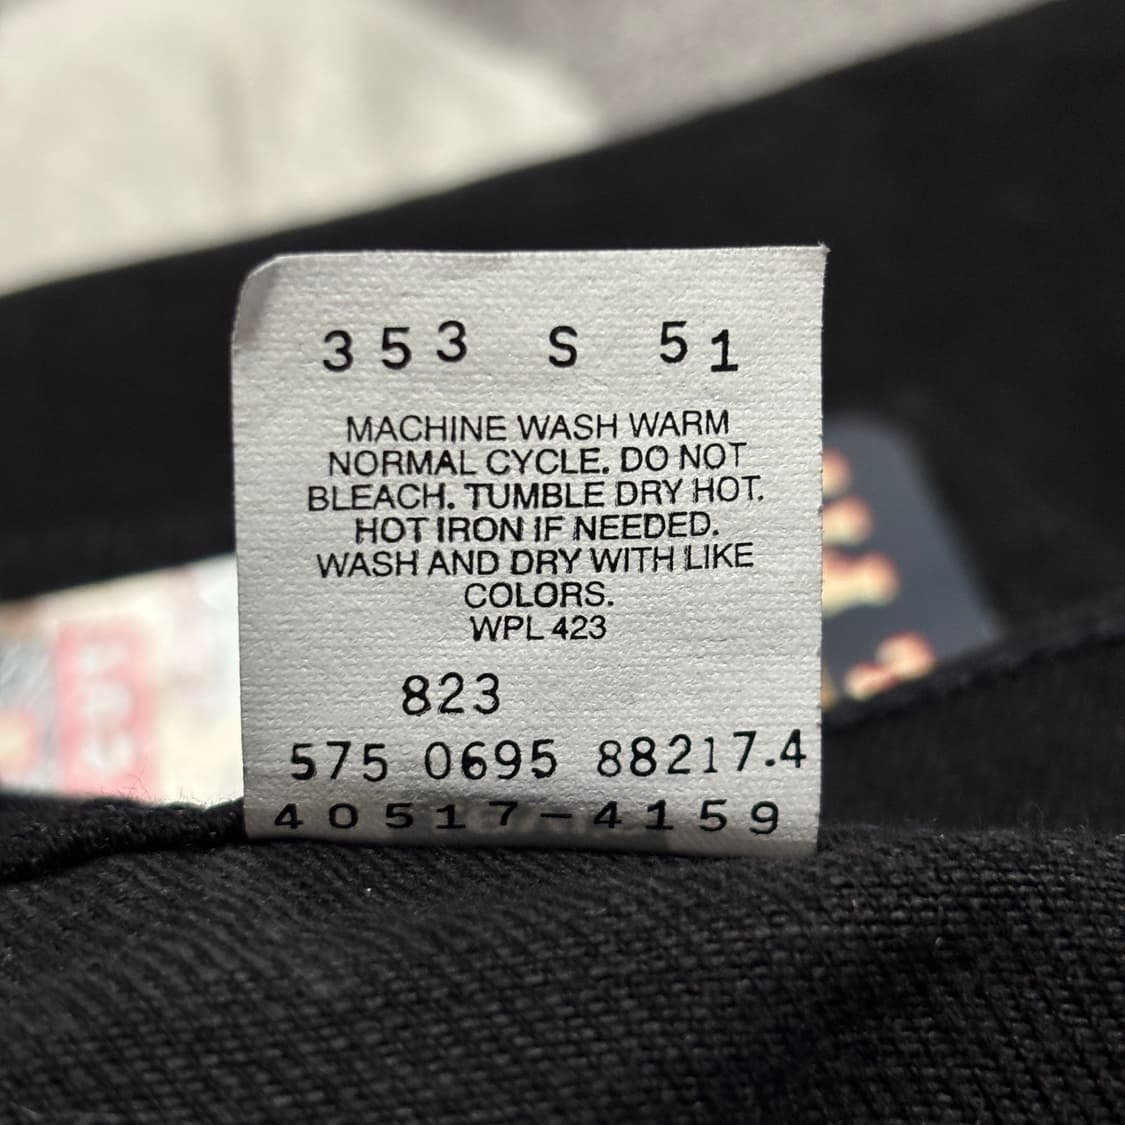 353 S 51
MACHINE WASH WARM
NORMAL CYCLE. DO NOT
BLEACH. TUMBLE DRY HOT.
HOT IRON IF NEEDED.
WASH AND DRY WITH LIKE
COLORS.
WPL 423
823
575 0695 88217.4
40517-4159